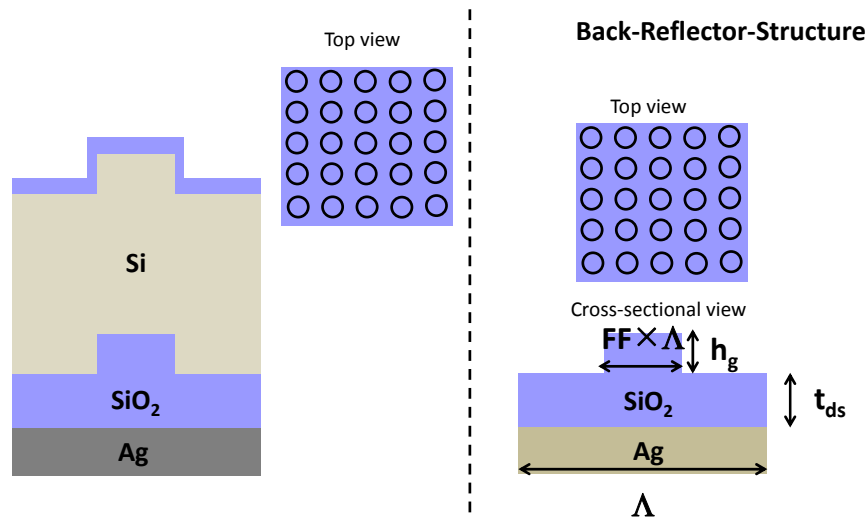 Top view
Si
SiO₂
Ag
Back-Reflector-Structure
Top view
Cross-sectional view
FF×Λ
h_g
SiO₂
t_ds
Ag
Λ